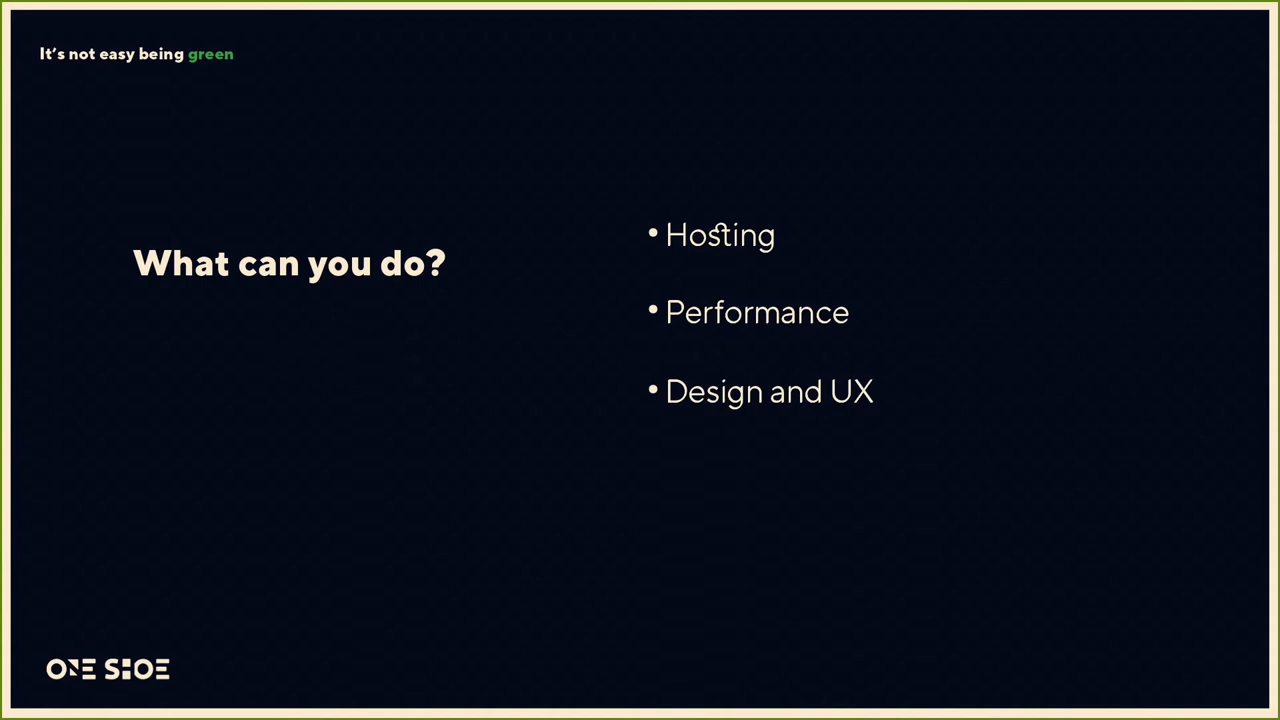 It's not easy being green
What can you do?
• Hosting
• Performance
• Design and UX
ONE SHOE